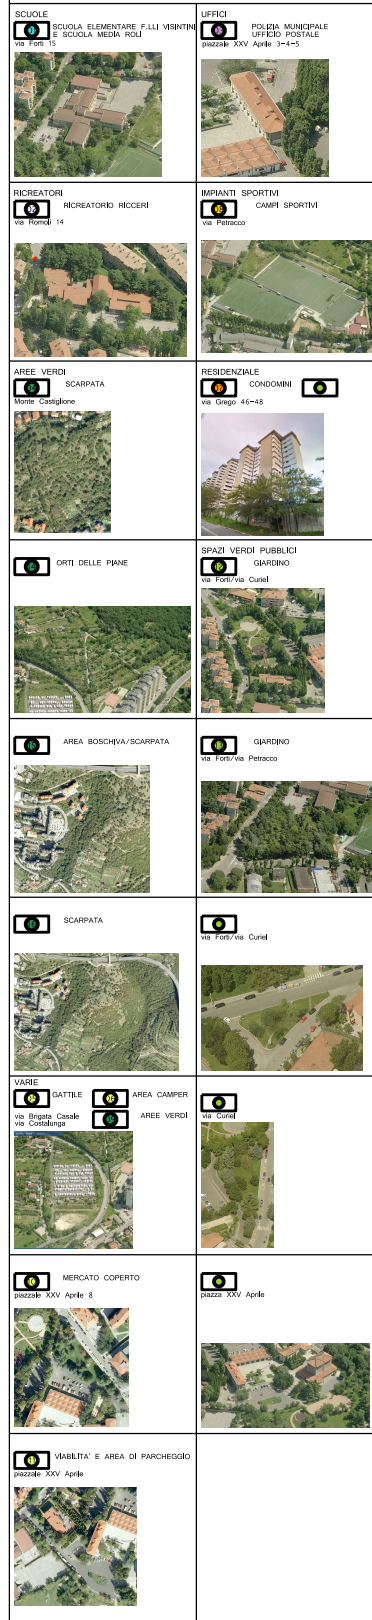 SCUOLE
SCUOLA ELEMENTARE F.LLI VISINTINI
E SCUOLA MEDIA ROLI
via Forti 15
UFFICI
POLIZIA MUNICIPALE
UFFICIO POSTALE
piazzale XXV Aprile 3-4-5
RICREATORI
RICREATORIO RICCERI
via Romoli 14
IMPIANTI SPORTIVI
CAMPI SPORTIVI
via Petracco
AREE VERDI
SCARPATA
Monte Castiglione
RESIDENZIALE
CONDOMINI
via Grego 46-48
ORTI DELLE PIANE
SPAZI VERDI PUBBLICI
12
GIARDINO
via Forti/via Curiel
AREA BOSCHIVA/SCARPATA
13
GIARDINO
via Forti/via Petracco
SCARPATA
via Forti/via Curiel
VARIE
GATTILE
AREA CAMPER
via Brigata Casale
via Costalunga
AREE VERDI
via Curiel
MERCATO COPERTO
piazzale XXV Aprile 8
piazza XXV Aprile
11
VIABILITA' E AREA DI PARCHEGGIO
piazzale XXV Aprile